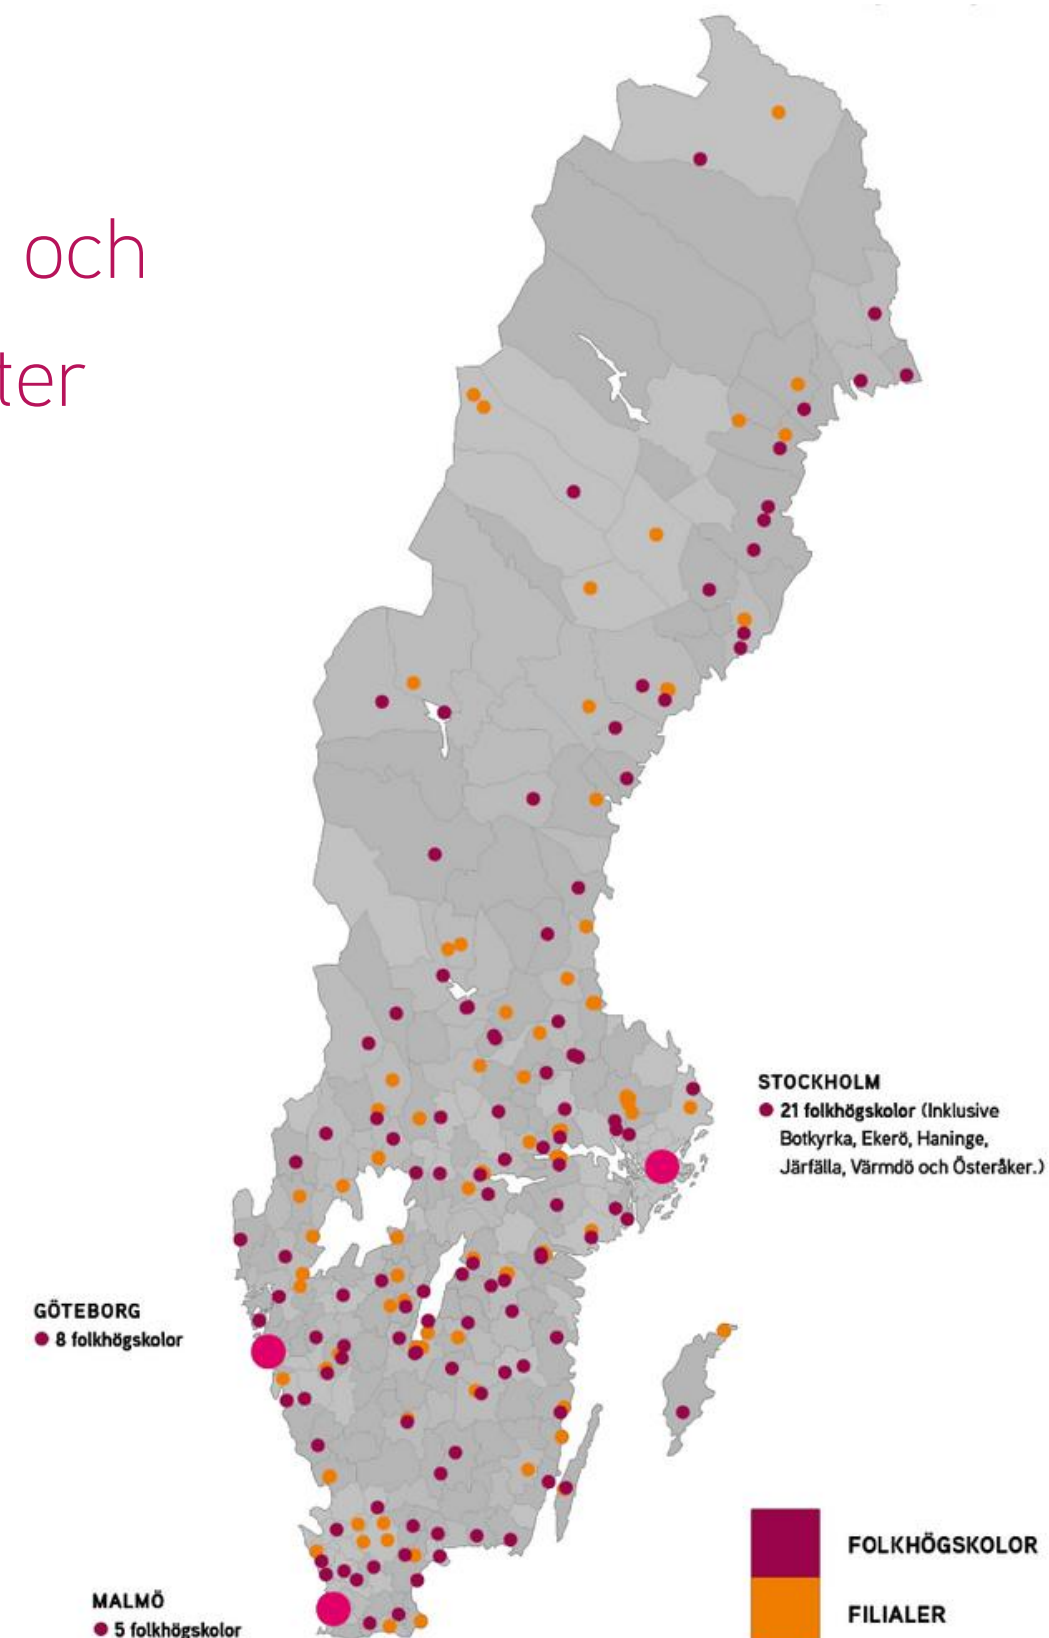 och
ter
STOCKHOLM
21 folkhögskolor (Inklusive
Botkyrka, Ekerö, Haninge,
Järfälla, Värmdö och Österåker.)
GÖTEBORG
8 folkhögskolor
MALMÖ
5 folkhögskolor
FOLKHÖGSKOLOR
FILIALER